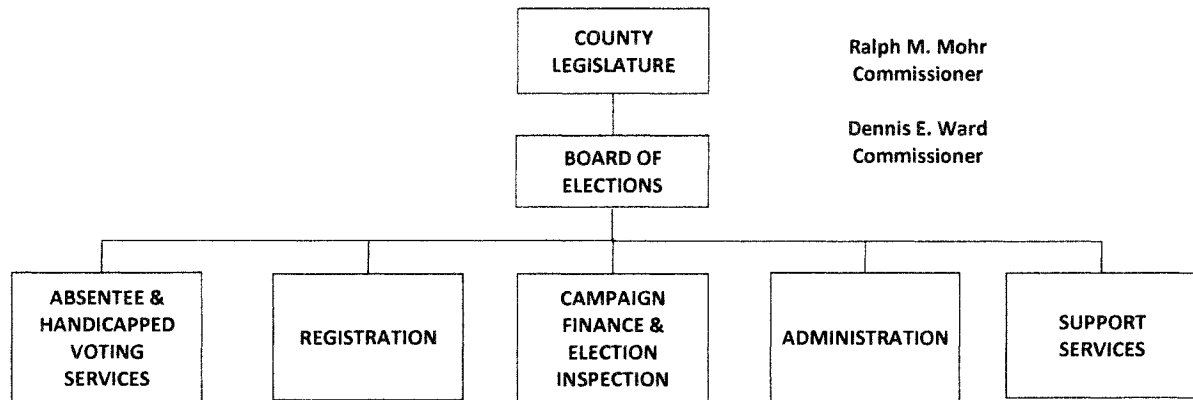 COUNTY
LEGISLATURE
Ralph M. Mohr
Commissioner
Dennis E. Ward
Commissioner
BOARD OF
ELECTIONS
ABSENTEE &
HANDICAPPED
VOTING
SERVICES
REGISTRATION
CAMPAIGN
FINANCE &
ELECTION
INSPECTION
ADMINISTRATION
SUPPORT
SERVICES